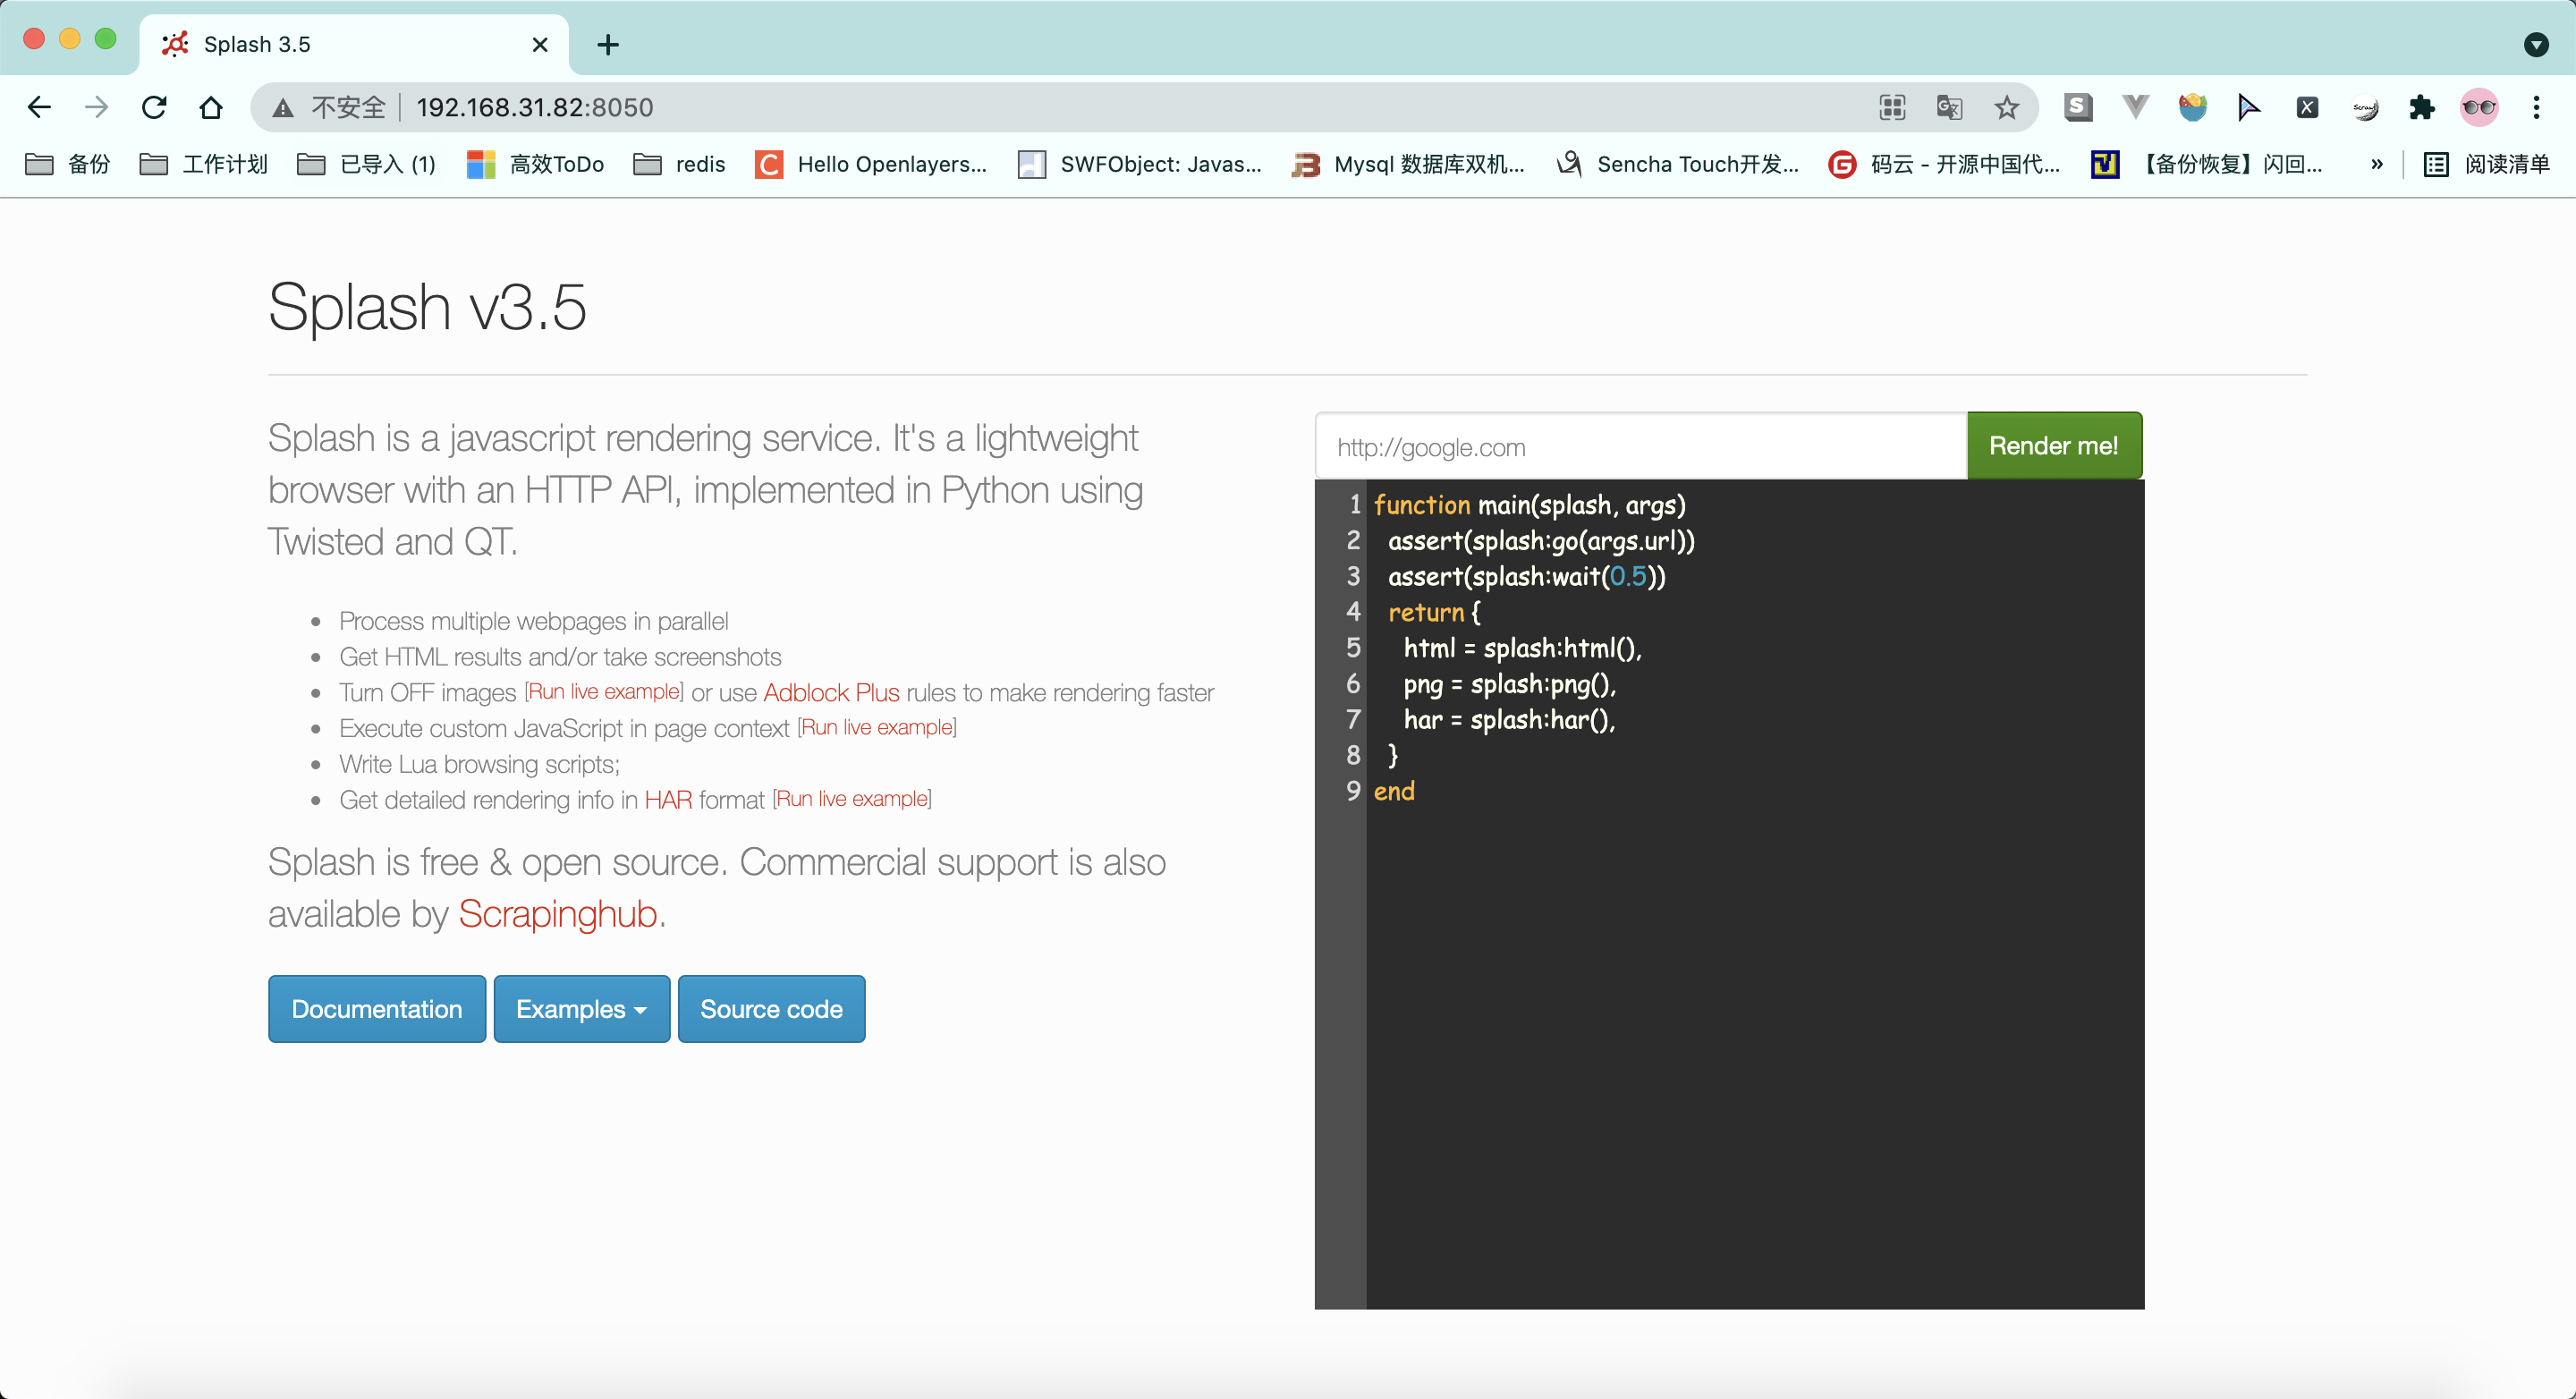 Splash 3.5
不安全 192.168.31.82:8050
备份 工作计划 已导入 (1) 高效ToDo redis Hello Openlayers... SWFObject: Javas... Mysql 数据库双机... Sencha Touch开发... 码云 - 开源中国代... 【备份恢复】闪回... » 阅读清单
Splash v3.5
Splash is a javascript rendering service. It's a lightweight
browser with an HTTP API, implemented in Python using
Twisted and QT.
Process multiple webpages in parallel
Get HTML results and/or take screenshots
Turn OFF images [Run live example] or use Adblock Plus rules to make rendering faster
Execute custom JavaScript in page context [Run live example]
Write Lua browsing scripts;
Get detailed rendering info in HAR format [Run live example]
Splash is free & open source. Commercial support is also
available by Scrapinghub.
Documentation Examples Source code
http://google.com Render me!
1 function main(splash, args)
2 assert(splash:go(args.url))
3 assert(splash:wait(0.5))
4 return {
5 html = splash:html(),
6 png = splash:png(),
7 har = splash:har(),
8 }
9 end